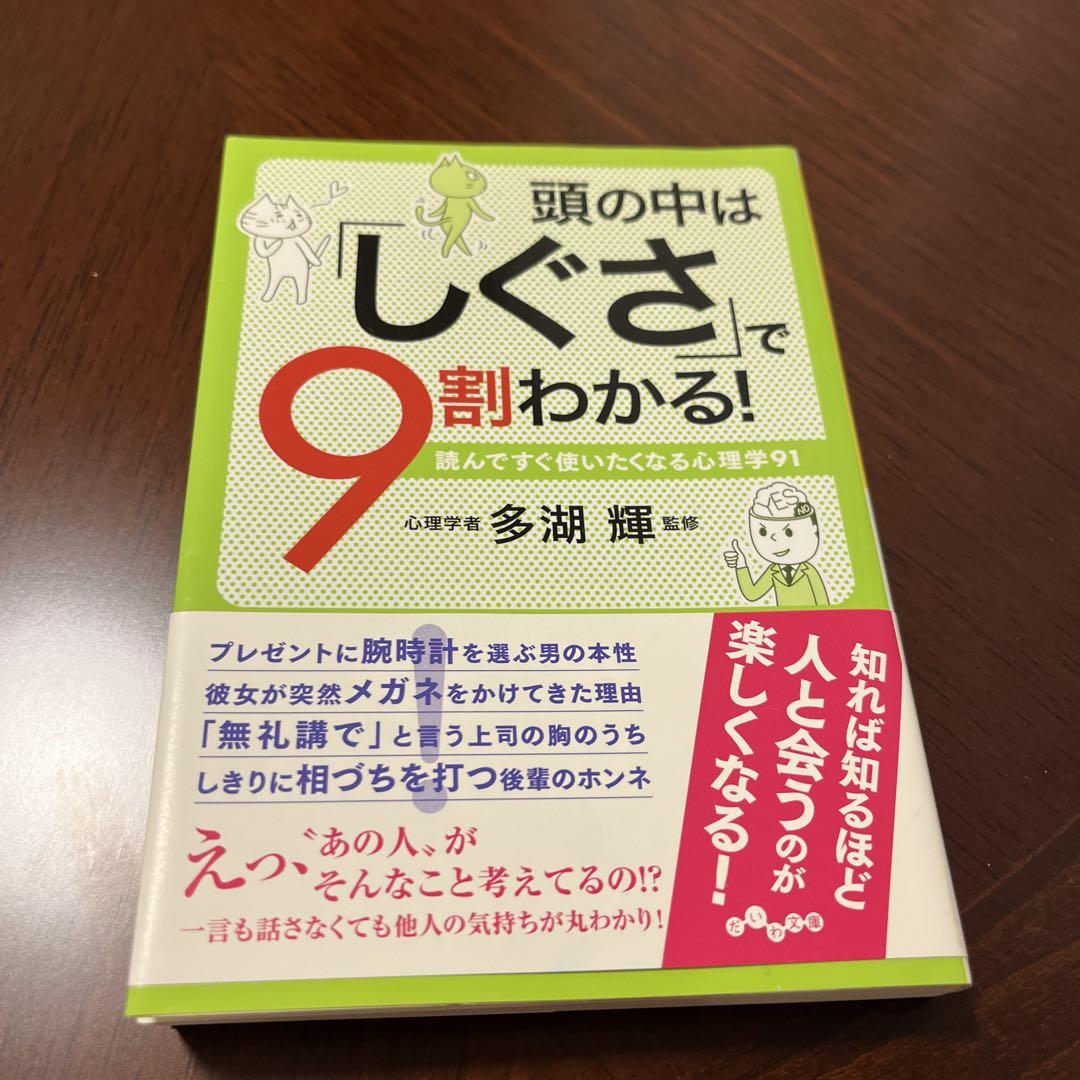 頭の中は
「しぐさ」で
9割わかる!
読んですぐ使いたくなる心理学91
心理学者 多湖 輝 監修
YES
NO
プレゼントに腕時計を選ぶ男の本性
彼女が突然メガネをかけてきた理由
「無礼講で」と言う上司の胸のうち
しきりに相づちを打つ後輩のホンネ
!
えっ、〝あの人〟が
そんなこと考えてるの!?
一言も話さなくても他人の気持ちが丸わかり!
知れば知るほど
人と会うのが
楽しくなる!
だいわ文庫